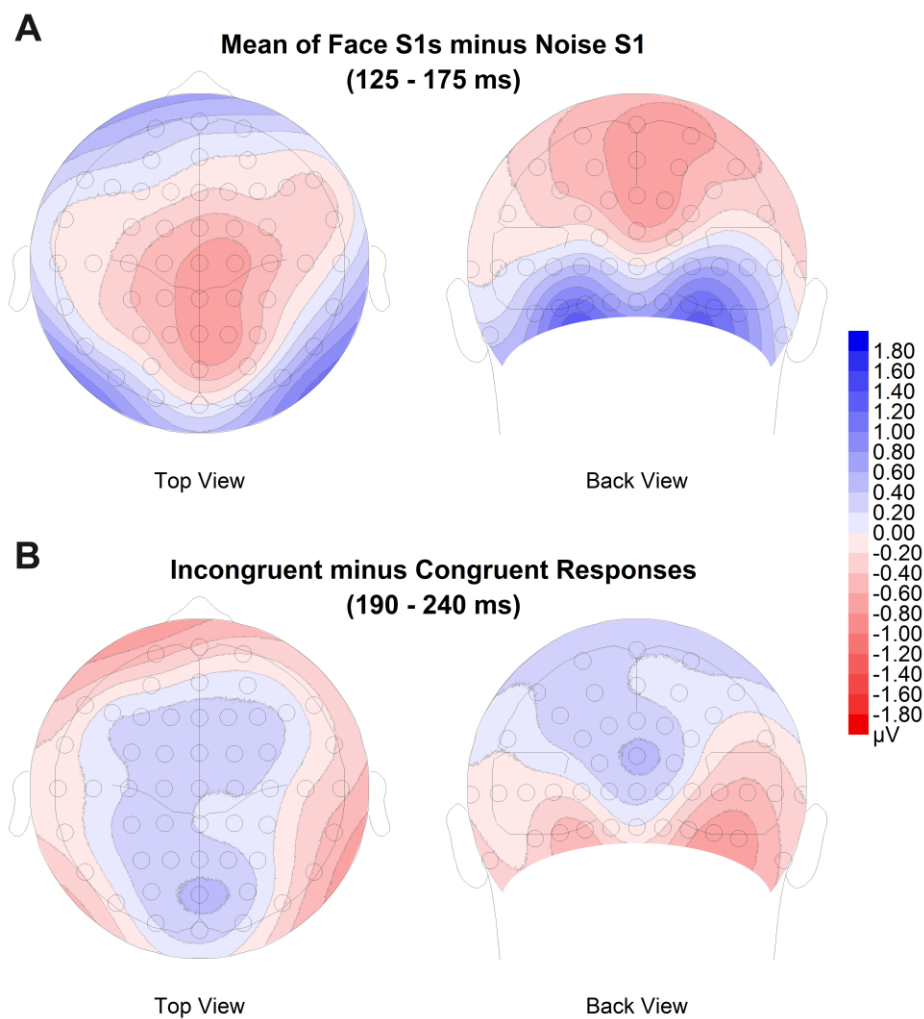 A
Mean of Face S1s minus Noise S1
(125 - 175 ms)
Top View
Back View
1.80
1.60
1.40
1.20
1.00
0.80
0.60
0.40
0.20
0.00
-0.20
-0.40
-0.60
-0.80
-1.00
-1.20
-1.40
-1.60
-1.80
µV
B
Incongruent minus Congruent Responses
(190 - 240 ms)
Top View
Back View